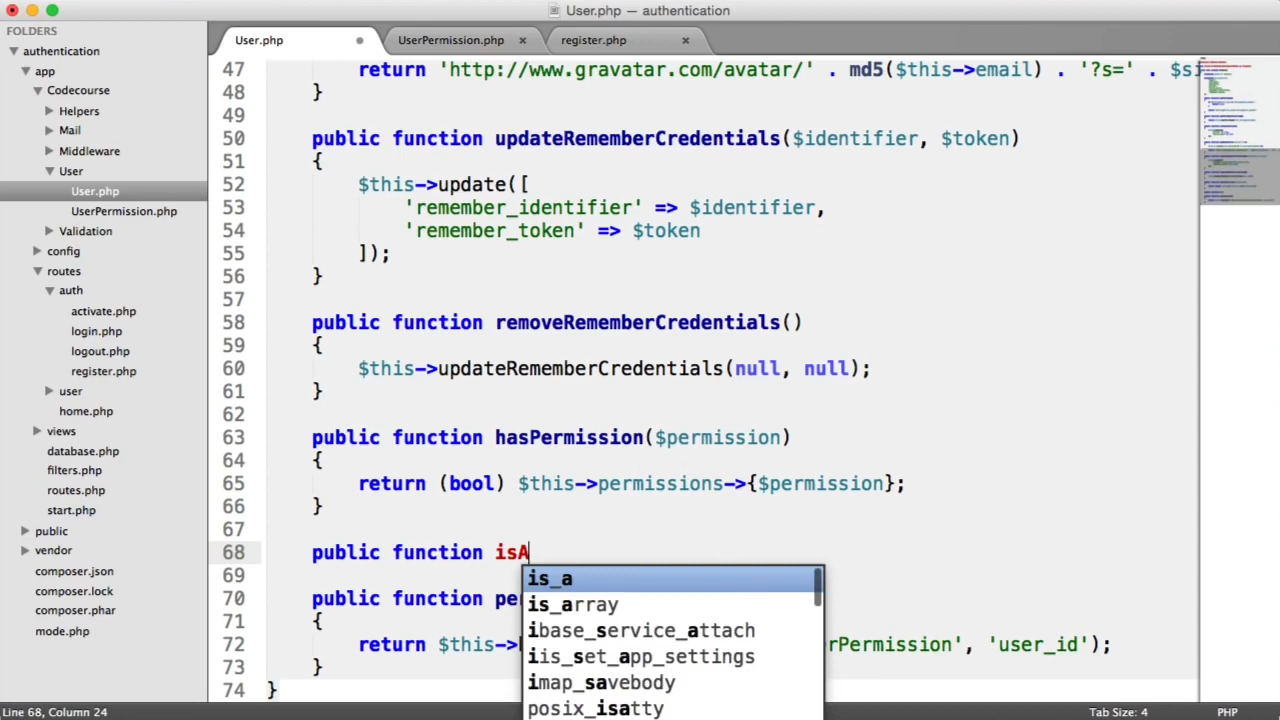 User.php — authentication
FOLDERS
authentication
app
Codecourse
Helpers
Mail
Middleware
User
User.php
UserPermission.php
Validation
config
routes
auth
activate.php
login.php
logout.php
register.php
user
home.php
views
database.php
filters.php
routes.php
start.php
public
vendor
composer.json
composer.lock
composer.phar
mode.php
User.php
UserPermission.php
register.php
47 return 'http://www.gravatar.com/avatar/' . md5($this->email) . '?s=' .
48 }
49
50 public function updateRememberCredentials($identifier, $token)
51 {
52 $this->update([
53 'remember_identifier' => $identifier,
54 'remember_token' => $token
55 ]);
56 }
57
58 public function removeRememberCredentials()
59 {
60 $this->updateRememberCredentials(null, null);
61 }
62
63 public function hasPermission($permission)
64 {
65 return (bool) $this->permissions->{$permission};
66 }
67
68 public function isA
69
70 public function
71 {
72 return $this-> 'user_id');
73 }
74 }
is_a
is_array
ibase_service_attach
iis_set_app_settings
imap_savebody
posix_isatty
Line 68, Column 24
Tab Size: 4
PHP